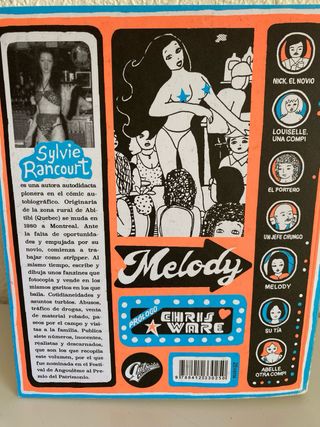 Sylvie
Rancourt
es una autora autodidacta
pionera en el cómic au-
tobiográfico. Originaria
de la zona rural de Abi-
tibi (Quebec) se muda en
1980 a Montreal. Ante
la falta de oportunida-
des y empujada por su
novio, comienza a tra-
bajar como stripper. Al
mismo tiempo, escribe y
dibuja unos fanzines que
fotocopia y vende en los
mismos garitos en los que
baila. Cotidianeidades y
asuntos turbios. Abusos,
tráfico de drogas, venta
de material robado, pa-
seos por el campo y visi-
tas a la familia. Publica
siete números, inocentes,
realistas y descarnados,
que son los que recopila
este volumen, por el que
fue nominada en el Festi-
val de Angoulême al Pre-
mio del Patrimonio.
Melody
PRÓLOGO
CHRIS
WARE
NICK, EL NOVIO
LOUISELLE,
UNA COMPI
EL PORTERO
UN JEFE CHUNGO
MELODY
SU TÍA
ABELLE,
OTRA COMPI